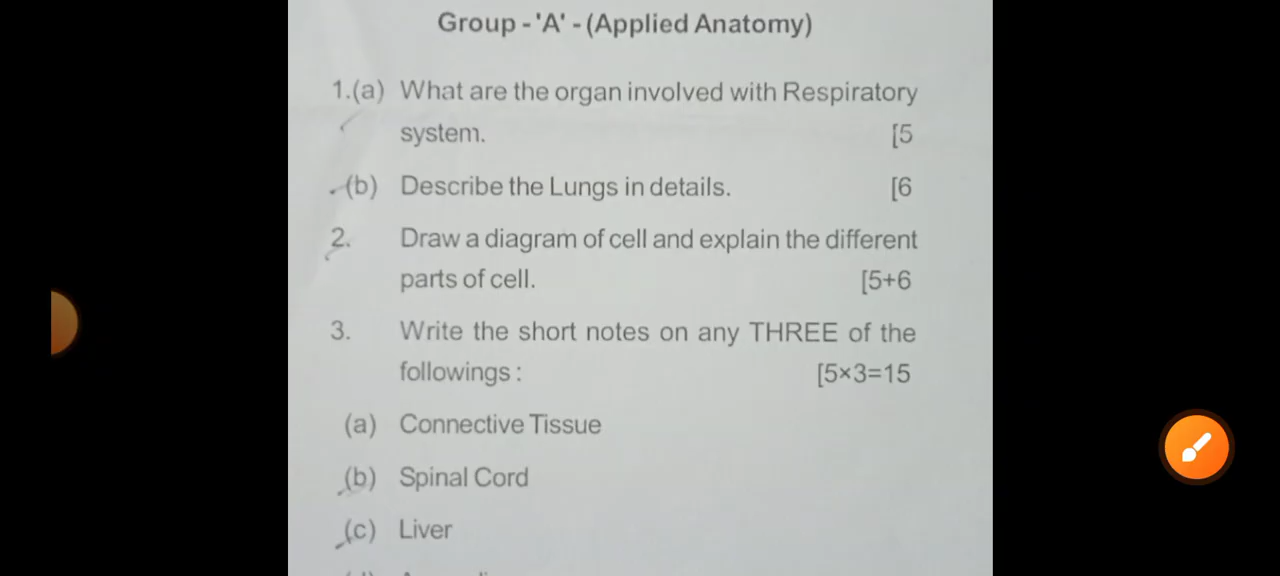 Group - 'A' - (Applied Anatomy)
1.(a) What are the organ involved with Respiratory
system. [5
(b) Describe the Lungs in details. [6
2. Draw a diagram of cell and explain the different
parts of cell. [5+6
3. Write the short notes on any THREE of the
followings : [5×3=15
(a) Connective Tissue
(b) Spinal Cord
(c) Liver